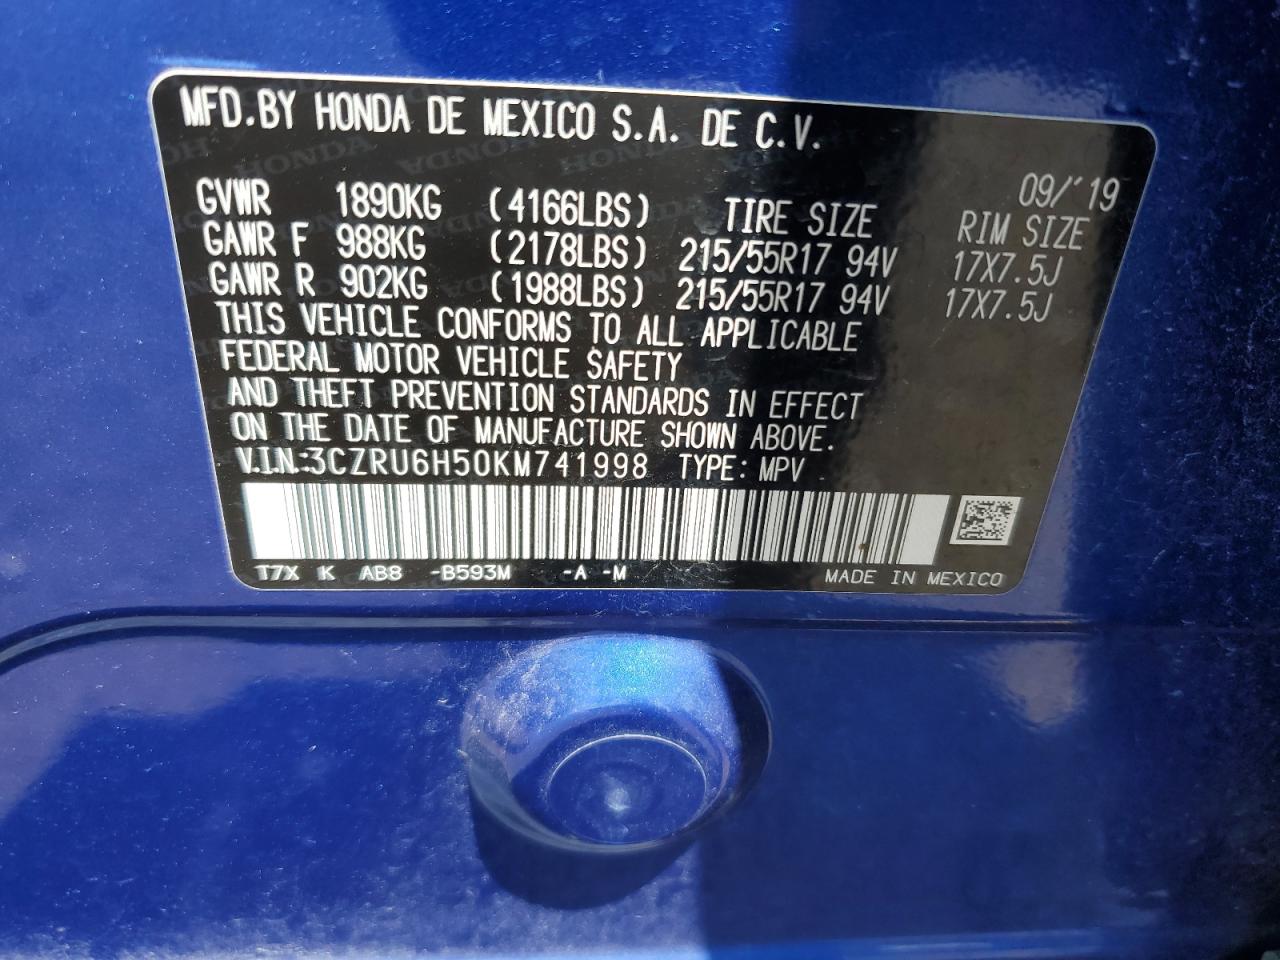 MFD.BY HONDA DE MEXICO S.A. DE C.V.
09/'19
GVWR 1890KG (4166LBS) TIRE SIZE RIM SIZE
GAWR F 988KG (2178LBS) 215/55R17 94V 17X7.5J
GAWR R 902KG (1988LBS) 215/55R17 94V 17X7.5J
THIS VEHICLE CONFORMS TO ALL APPLICABLE
FEDERAL MOTOR VEHICLE SAFETY
AND THEFT PREVENTION STANDARDS IN EFFECT
ON THE DATE OF MANUFACTURE SHOWN ABOVE.
V.I.N:3CZRU6H50KM741998 TYPE: MPV
T7X K AB8 -B593M -A -M MADE IN MEXICO